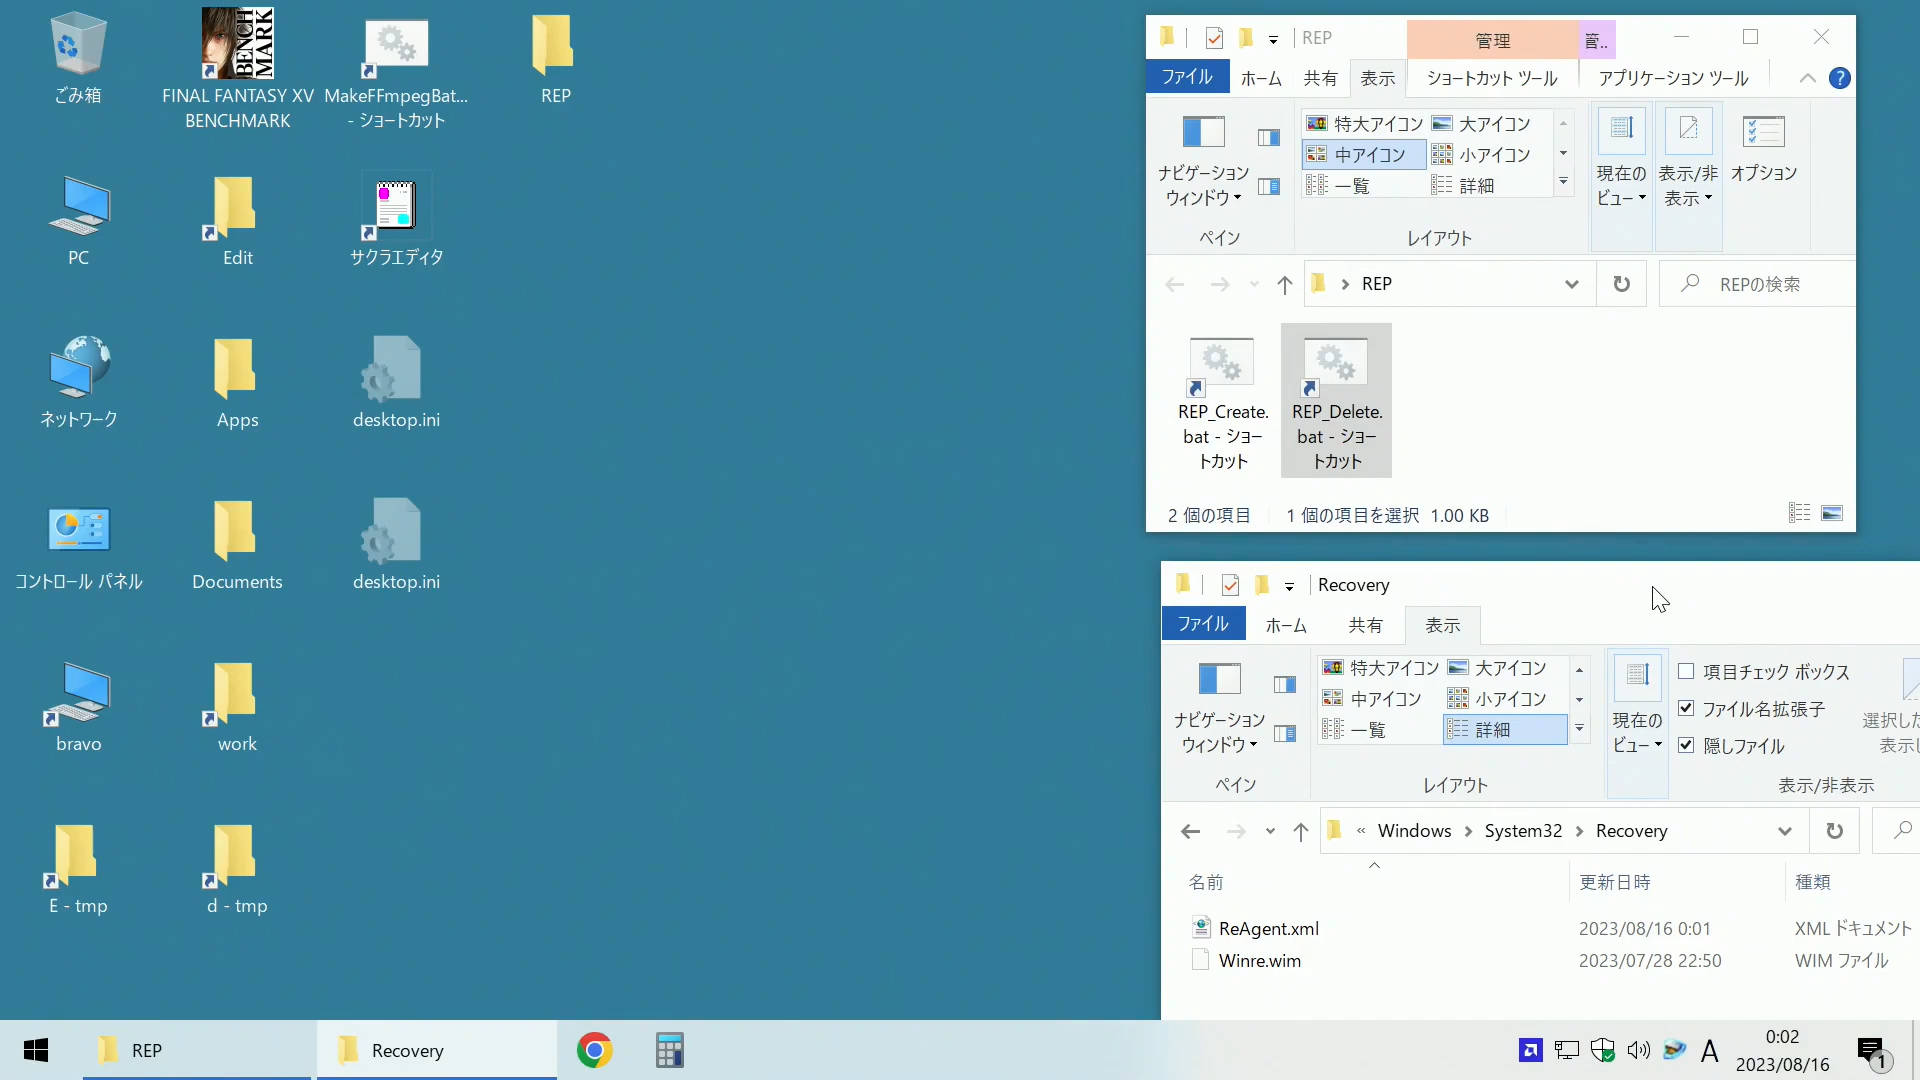 ごみ箱
FINAL FANTASY XV
BENCHMARK
BENCH
MARK
MakeFFmpegBat...
- ショートカット
REP
PC
Edit
サクラエディタ
ネットワーク
Apps
desktop.ini
コントロール パネル
Documents
desktop.ini
bravo
work
E - tmp
d - tmp
REP
管理
管..
ファイル
ホーム
共有
表示
ショートカット ツール
アプリケーション ツール
?
特大アイコン
大アイコン
中アイコン
小アイコン
一覧
詳細
ナビゲーション
ウィンドウ
現在の
ビュー
表示/非
表示
オプション
ペイン
レイアウト
REP
REPの検索
REP_Create.
bat - ショー
トカット
REP_Delete.
bat - ショー
トカット
2 個の項目
1 個の項目を選択 1.00 KB
Recovery
ファイル
ホーム
共有
表示
特大アイコン
大アイコン
中アイコン
小アイコン
一覧
詳細
ナビゲーション
ウィンドウ
現在の
ビュー
項目チェック ボックス
ファイル名拡張子
隠しファイル
選択した
表示し
ペイン
レイアウト
表示/非表示
« Windows > System32 > Recovery
名前
更新日時
種類
ReAgent.xml
2023/08/16 0:01
XML ドキュメント
Winre.wim
2023/07/28 22:50
WIM ファイル
REP
Recovery
A
0:02
2023/08/16
1